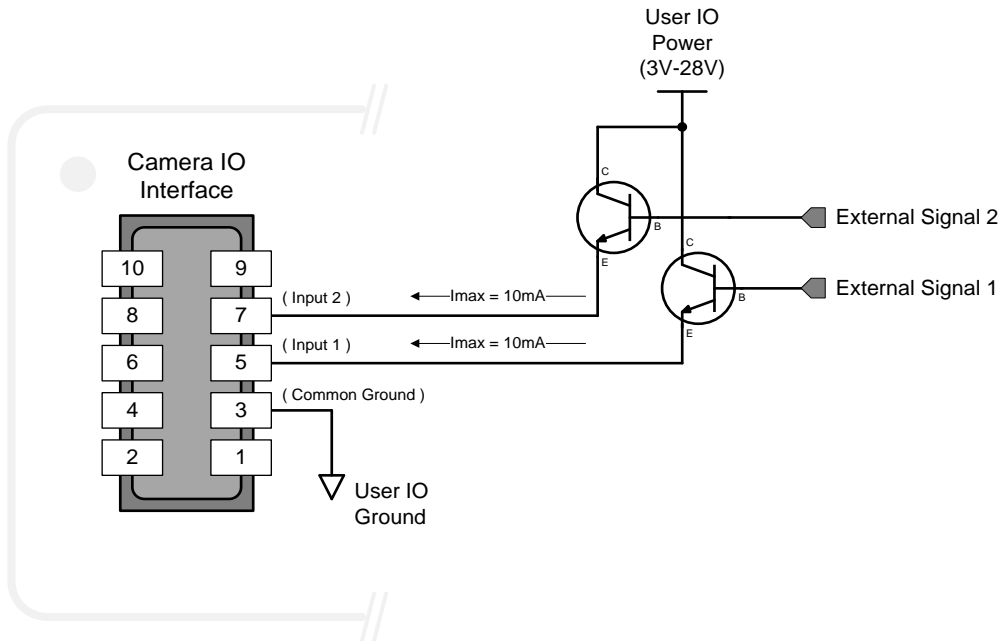 User IO
Power
(3V-28V)
Camera IO
Interface
C
External Signal 2
B
C
10
9
E
( Input 2 )
Imax = 10mA
External Signal 1
8
7
B
( Input 1 )
Imax = 10mA
E
6
5
( Common Ground )
4
3
2
1
User IO
Ground